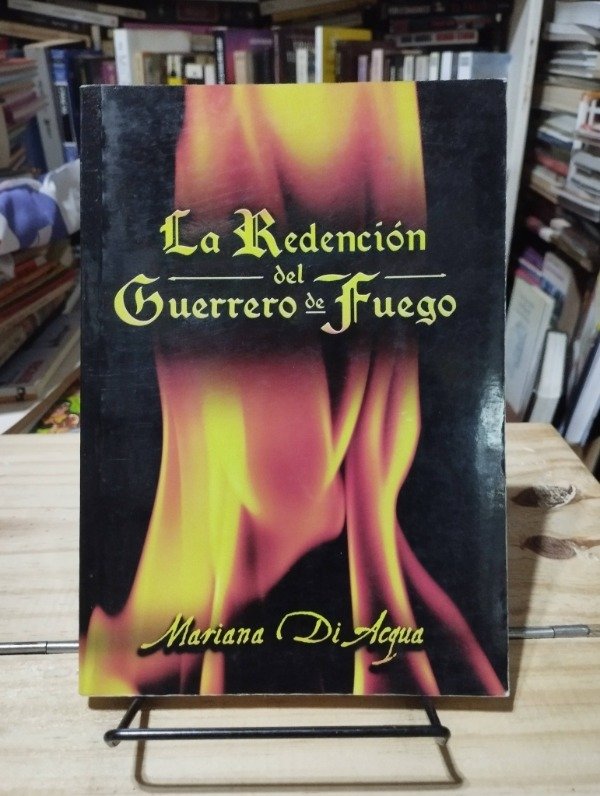 La Redención
del
Guerrero de Fuego
Mariana Di Acqua